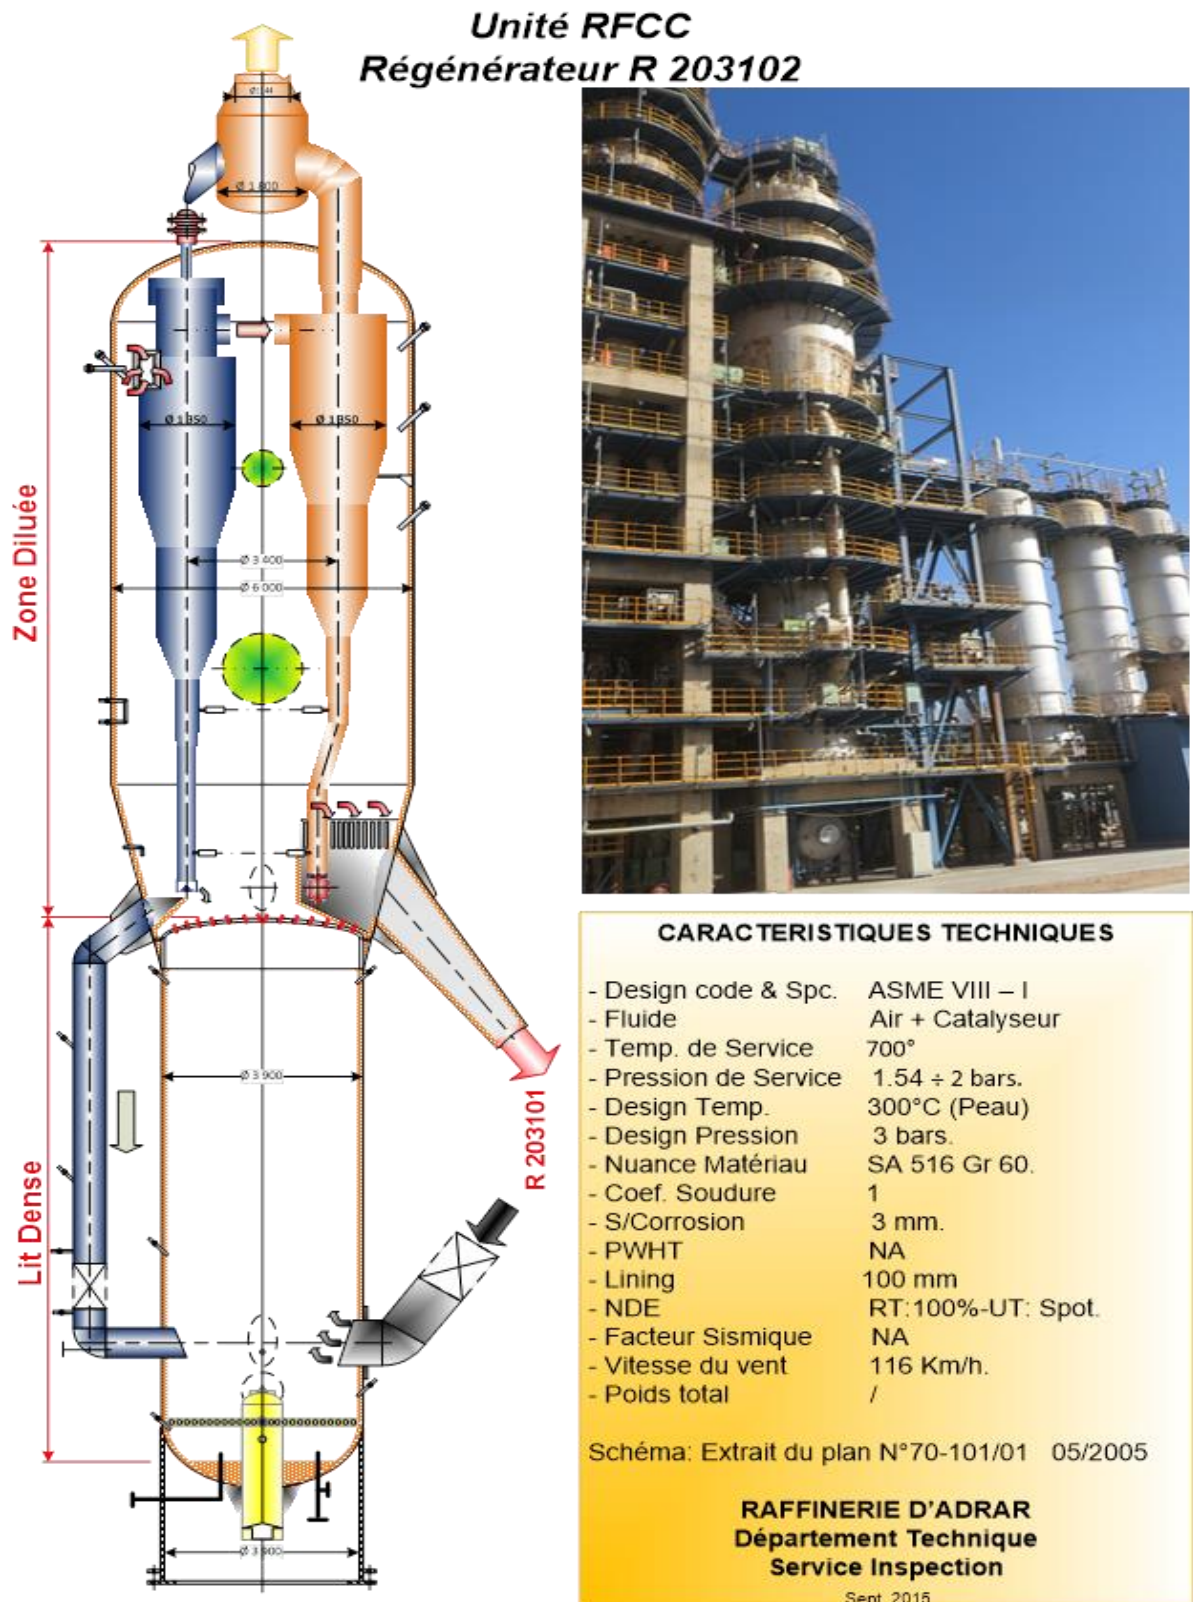 Unité RFCC
Régénérateur R 203102
Ø 1 800
Ø 1 350
Ø 1 350
Zone Diluée
Ø 3 400
Ø 6 000
Ø 3 900
R 203101
Lit Dense
Ø 3 900
CARACTERISTIQUES TECHNIQUES
- Design code & Spc. ASME VIII – I
- Fluide Air + Catalyseur
- Temp. de Service 700°
- Pression de Service 1.54 ÷ 2 bars.
- Design Temp. 300°C (Peau)
- Design Pression 3 bars.
- Nuance Matériau SA 516 Gr 60.
- Coef. Soudure 1
- S/Corrosion 3 mm.
- PWHT NA
- Lining 100 mm
- NDE RT:100%-UT: Spot.
- Facteur Sismique NA
- Vitesse du vent 116 Km/h.
- Poids total /
Schéma: Extrait du plan N°70-101/01 05/2005
RAFFINERIE D'ADRAR
Département Technique
Service Inspection
Sept. 2015